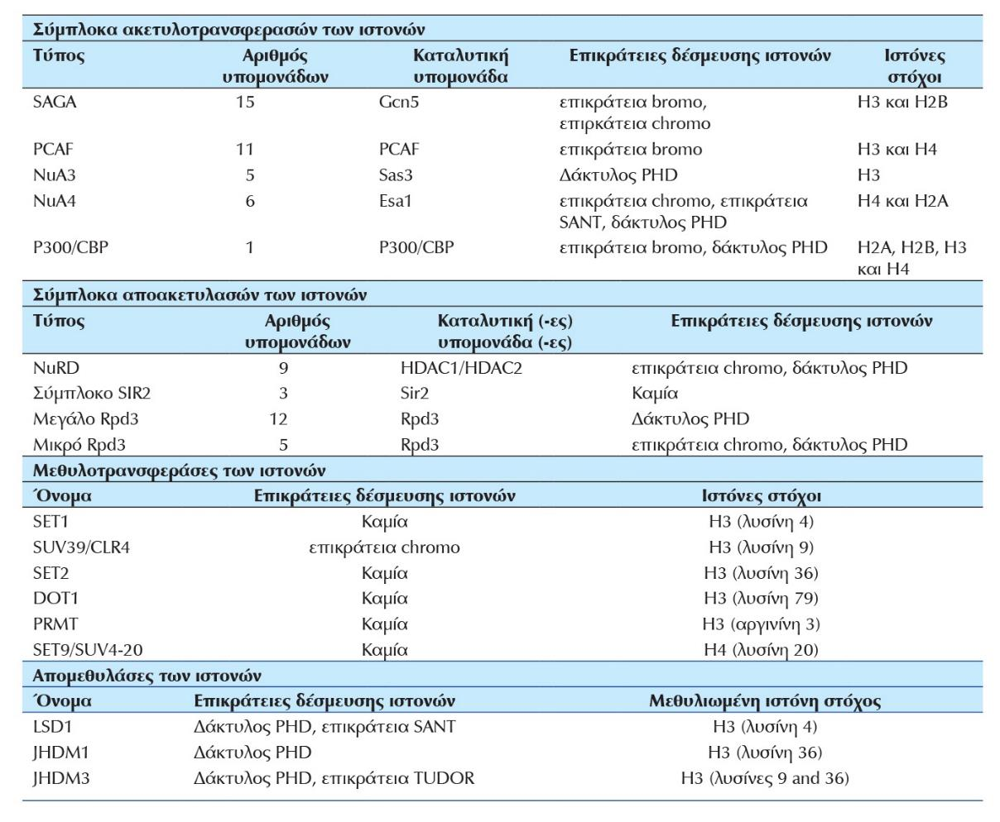 Σύμπλοκα ακετυλοτρανσφερασών των ιστονών
Τύπος Αριθμός υπομονάδων Καταλυτική υπομονάδα Επικράτειες δέσμευσης ιστονών Ιστόνες στόχοι
SAGA 15 Gcn5 επικράτεια bromo, επιρκάτεια chromo H3 και H2B
PCAF 11 PCAF επικράτεια bromo H3 και H4
NuA3 5 Sas3 Δάκτυλος PHD H3
NuA4 6 Esa1 επικράτεια chromo, επικράτεια SANT, δάκτυλος PHD H4 και H2A
P300/CBP 1 P300/CBP επικράτεια bromo, δάκτυλος PHD H2A, H2B, H3 και H4
Σύμπλοκα αποακετυλασών των ιστονών
Τύπος Αριθμός υπομονάδων Καταλυτική (-ες) υπομονάδα (-ες) Επικράτειες δέσμευσης ιστονών
NuRD 9 HDAC1/HDAC2 επικράτεια chromo, δάκτυλος PHD
Σύμπλοκο SIR2 3 Sir2 Καμία
Μεγάλο Rpd3 12 Rpd3 Δάκτυλος PHD
Μικρό Rpd3 5 Rpd3 επικράτεια chromo, δάκτυλος PHD
Μεθυλοτρανσφεράσες των ιστονών
Όνομα Επικράτειες δέσμευσης ιστονών Ιστόνες στόχοι
SET1 Καμία H3 (λυσίνη 4)
SUV39/CLR4 επικράτεια chromo H3 (λυσίνη 9)
SET2 Καμία H3 (λυσίνη 36)
DOT1 Καμία H3 (λυσίνη 79)
PRMT Καμία H3 (αργινίνη 3)
SET9/SUV4-20 Καμία H4 (λυσίνη 20)
Απομεθυλάσες των ιστονών
Όνομα Επικράτειες δέσμευσης ιστονών Μεθυλιωμένη ιστόνη στόχος
LSD1 Δάκτυλος PHD, επικράτεια SANT H3 (λυσίνη 4)
JHDM1 Δάκτυλος PHD H3 (λυσίνη 36)
JHDM3 Δάκτυλος PHD, επικράτεια TUDOR H3 (λυσίνες 9 and 36)